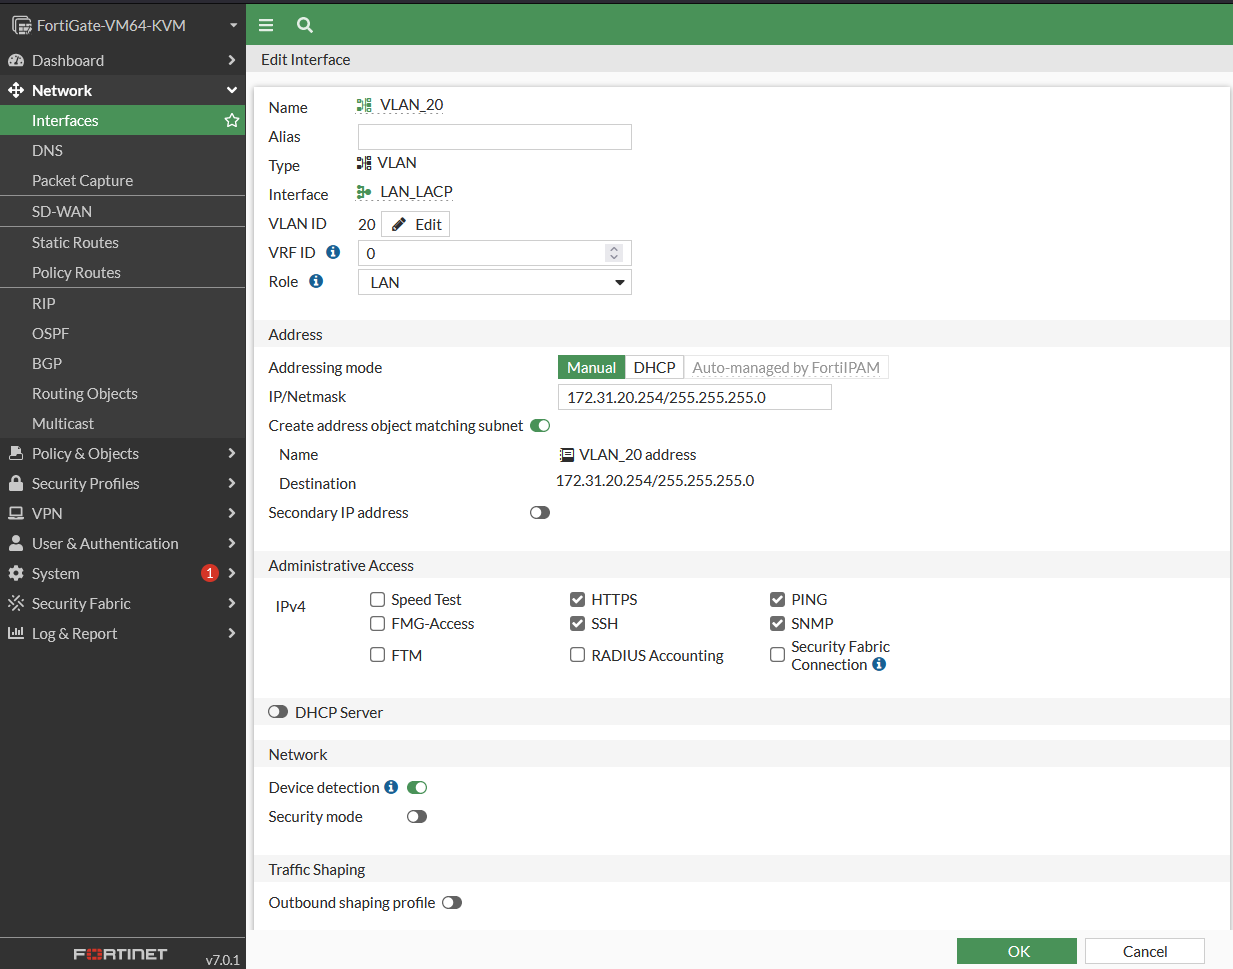 FortiGate-VM64-KVM
Dashboard
Network
Interfaces
DNS
Packet Capture
SD-WAN
Static Routes
Policy Routes
RIP
OSPF
BGP
Routing Objects
Multicast
Policy & Objects
Security Profiles
VPN
User & Authentication
System 1
Security Fabric
Log & Report
FORTINET v7.0.1
Edit Interface
Name VLAN_20
Alias
Type VLAN
Interface LAN_LACP
VLAN ID 20 Edit
VRF ID 0
Role LAN
Address
Addressing mode Manual DHCP Auto-managed by FortiIPAM
IP/Netmask 172.31.20.254/255.255.255.0
Create address object matching subnet
Name VLAN_20 address
Destination 172.31.20.254/255.255.255.0
Secondary IP address
Administrative Access
IPv4 Speed Test HTTPS PING
FMG-Access SSH SNMP
FTM RADIUS Accounting Security Fabric
Connection
DHCP Server
Network
Device detection
Security mode
Traffic Shaping
Outbound shaping profile
OK Cancel